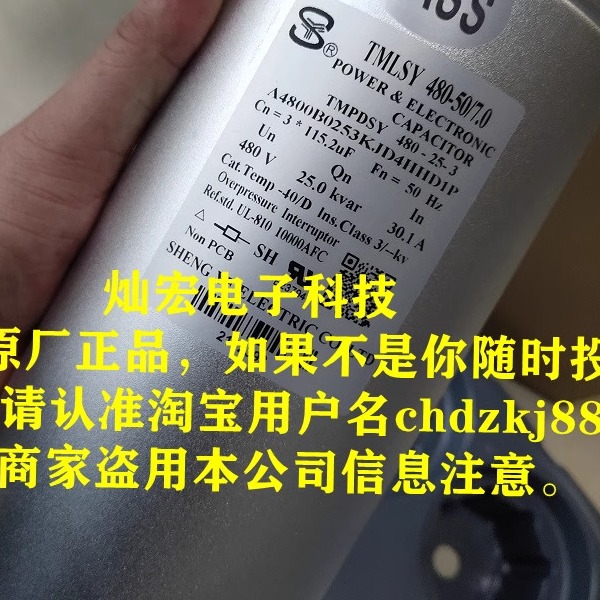 S ®
TMLSY 480-50/7.0
POWER & ELECTRONIC
CAPACITOR
TMPDSY 480-25-3
A4800B0253KJD4HHHD1P
Cn = 3 * 115.2uF Fn = 50 Hz
Un Qn In
480 V 25.0 kvar 30.1 A
Cat.Temp -40/D Ins.Class 3/-kv
Overpressure Interruptor
Ref.std. UL-810 10000AFC
SH
Non PCB
灿宏电子科技
原厂正品，如果不是你随时投
请认准淘宝用户名chdzkj88
商家盗用本公司信息注意。